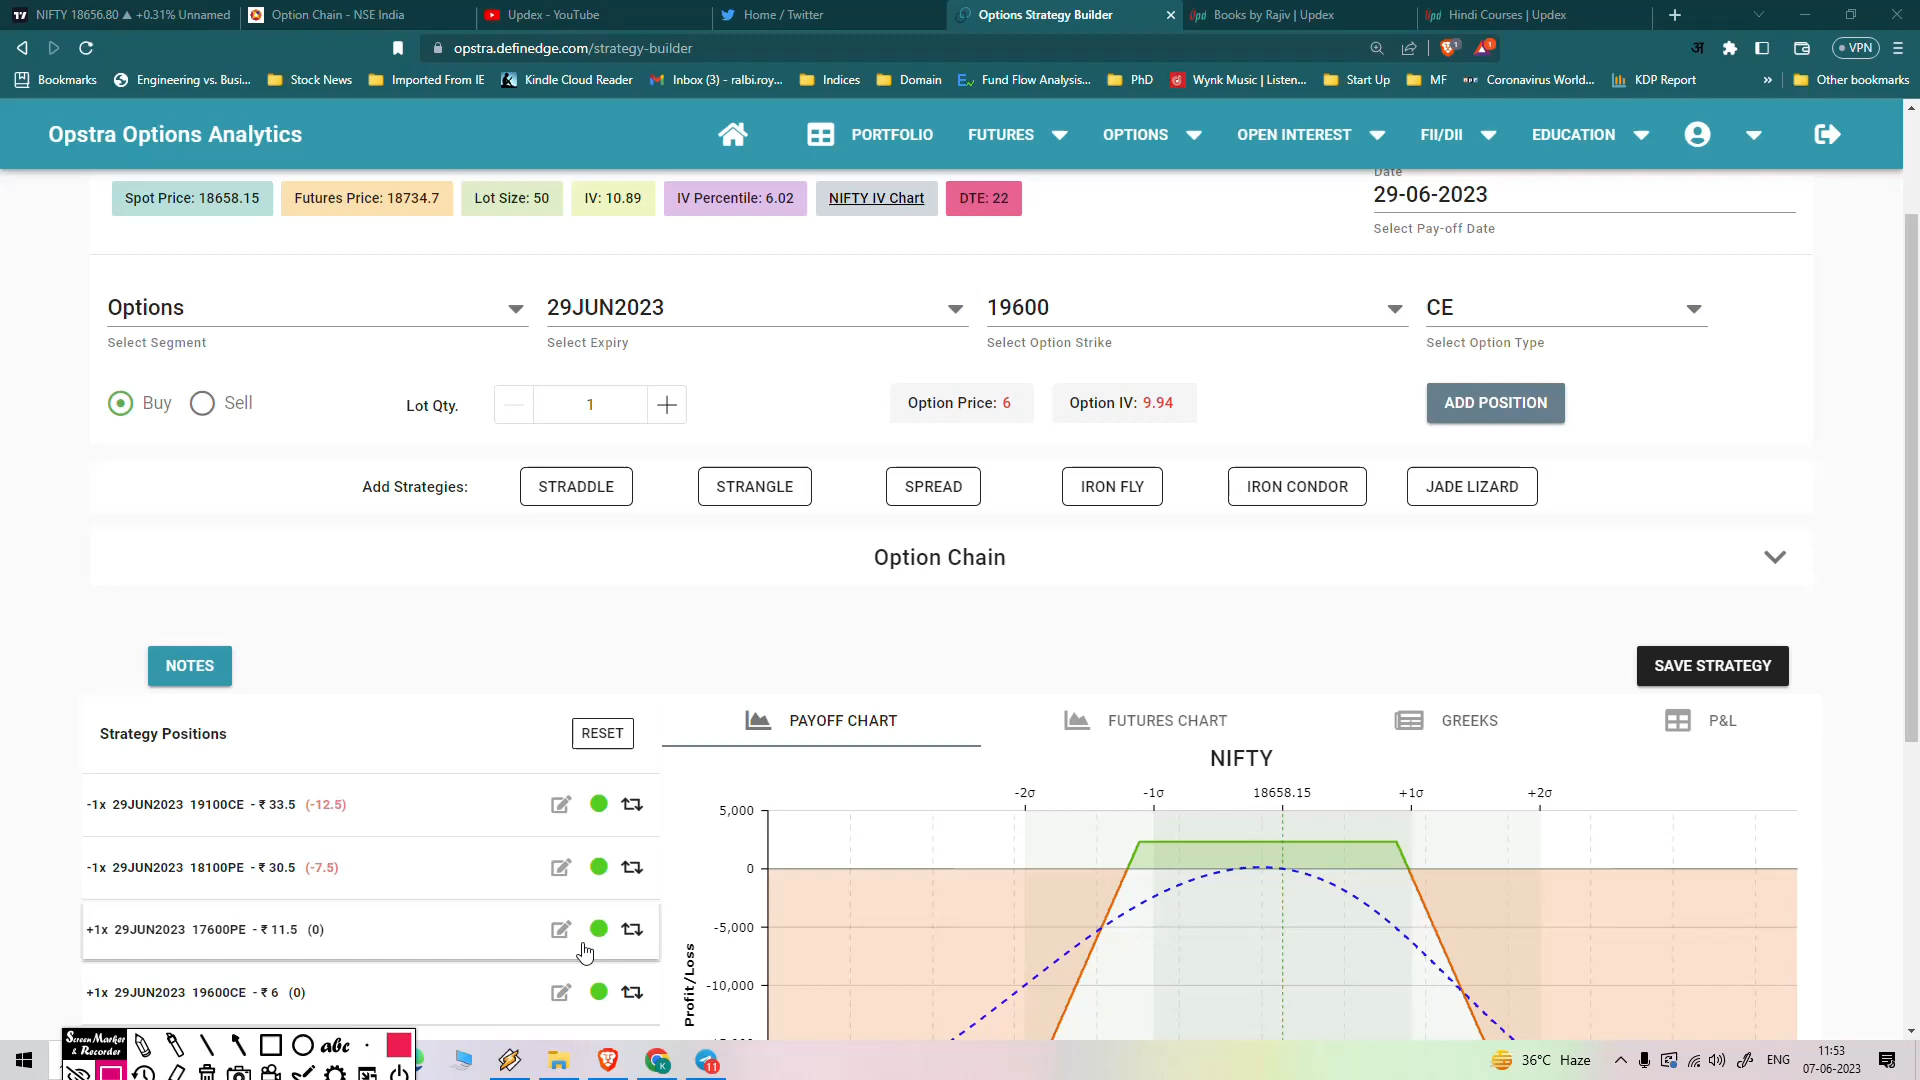 NIFTY 18656.80 ▲ +0.31% Unnamed
Option Chain - NSE India
Updex - YouTube
Home / Twitter
Options Strategy Builder
Books by Rajiv | Updex
Hindi Courses | Updex
opstra.definedge.com/strategy-builder
VPN
Bookmarks
Engineering vs. Busi...
Stock News
Imported From IE
Kindle Cloud Reader
Inbox (3) - ralbi.roy...
Indices
Domain
Fund Flow Analysis...
PhD
Wynk Music | Listen...
Start Up
MF
Coronavirus World...
KDP Report
Other bookmarks
Opstra Options Analytics
PORTFOLIO
FUTURES
OPTIONS
OPEN INTEREST
FII/DII
EDUCATION
Spot Price: 18658.15
Futures Price: 18734.7
Lot Size: 50
IV: 10.89
IV Percentile: 6.02
NIFTY IV Chart
DTE: 22
Date
29-06-2023
Select Pay-off Date
Options
29JUN2023
19600
CE
Select Segment
Select Expiry
Select Option Strike
Select Option Type
Buy
Sell
Lot Qty.
1
Option Price: 6
Option IV: 9.94
ADD POSITION
Add Strategies:
STRADDLE
STRANGLE
SPREAD
IRON FLY
IRON CONDOR
JADE LIZARD
Option Chain
NOTES
SAVE STRATEGY
Strategy Positions
RESET
PAYOFF CHART
FUTURES CHART
GREEKS
P&L
-1x 29JUN2023 19100CE - ₹ 33.5 (-12.5)
-1x 29JUN2023 18100PE - ₹ 30.5 (-7.5)
+1x 29JUN2023 17600PE - ₹ 11.5 (0)
+1x 29JUN2023 19600CE - ₹ 6 (0)
NIFTY
-2σ
-1σ
18658.15
+1σ
+2σ
5,000
0
-5,000
-10,000
Profit/Loss
Screen Marker
& Recorder
abc
11
36°C Haze
ENG
11:53
07-06-2023